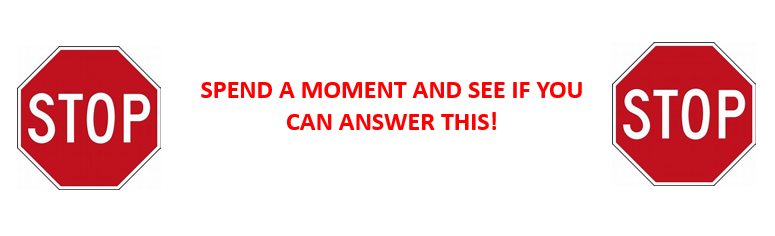 STOP
SPEND A MOMENT AND SEE IF YOU
CAN ANSWER THIS!
STOP